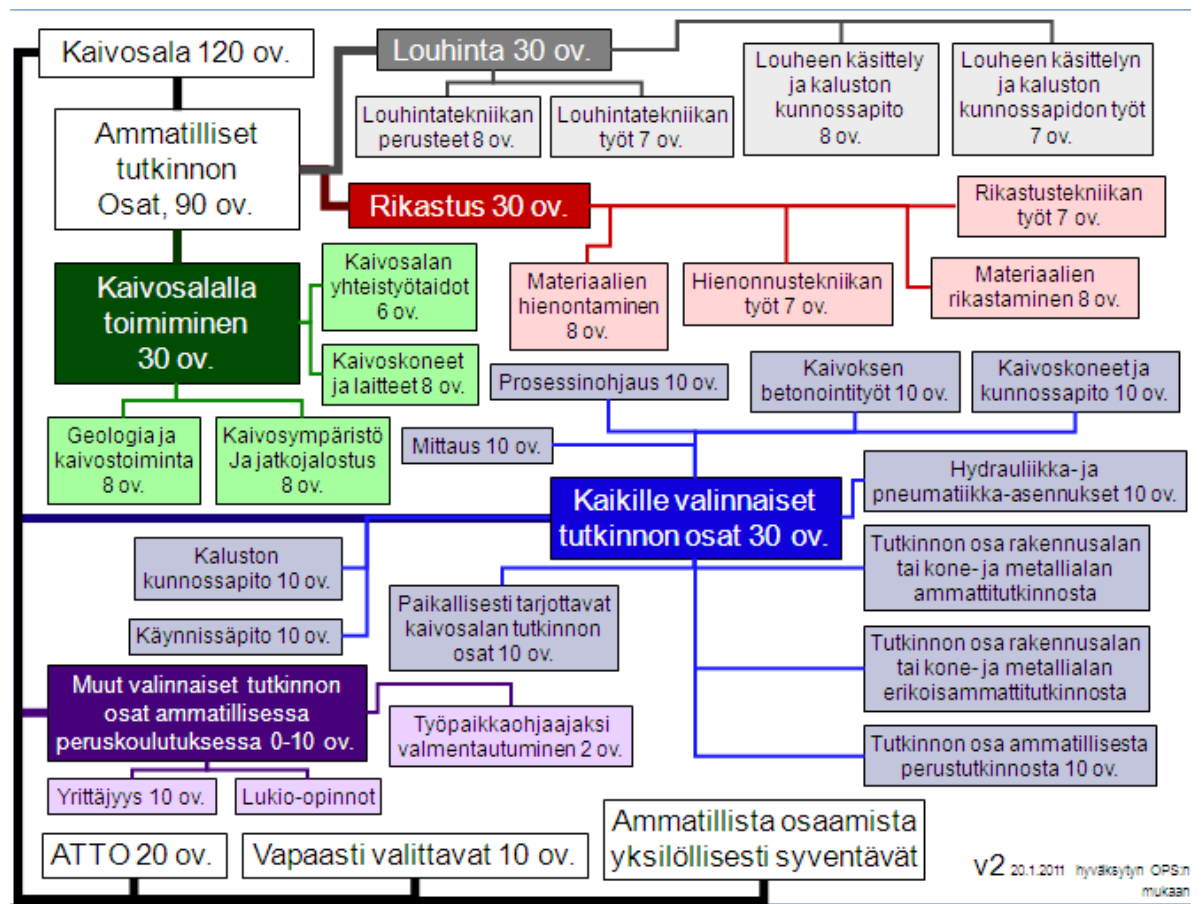 Kaivosala 120 ov.
Louhinta 30 ov.
Louheen käsittely
ja kaluston
kunnossapito
8 ov.
Louheen käsittelyn
ja kaluston
kunnossapidon työt
7 ov.
Louhintatekniikan
perusteet 8 ov.
Louhintatekniikan
työt 7 ov.
Ammatilliset
tutkinnon
Osat, 90 ov.
Rikastus 30 ov.
Rikastustekniikan
työt 7 ov.
Materiaalien
hienontaminen
8 ov.
Hienonnustekniikan
työt 7 ov.
Materiaalien
rikastaminen 8 ov.
Kaivosalalla
toimiminen
30 ov.
Kaivosalan
yhteistyötaidot
6 ov.
Kaivoskoneet
ja laitteet 8 ov.
Geologia ja
kaivostoiminta
8 ov.
Kaivosympäristö
Ja jatkojalostus
8 ov.
Prosessinohjaus 10 ov.
Kaivoksen
betonointityöt 10 ov.
Kaivoskoneet ja
kunnossapito 10 ov.
Mittaus 10 ov.
Kaikille valinnaiset
tutkinnon osat 30 ov.
Hydrauliikka- ja
pneumatiikka-asennukset 10 ov.
Kaluston
kunnossapito 10 ov.
Käynnissäpito 10 ov.
Paikallisesti tarjottavat
kaivosalan tutkinnon
osat 10 ov.
Tutkinnon osa rakennusalan
tai kone- ja metallialan
ammattitutkinnosta
Tutkinnon osa rakennusalan
tai kone- ja metallialan
erikoisammattitutkinnosta
Tutkinnon osa ammatillisesta
perustutkinnosta 10 ov.
Muut valinnaiset tutkinnon
osat ammatillisessa
peruskoulutuksessa 0-10 ov.
Työpaikkaohjaajaksi
valmentautuminen 2 ov.
Yrittäjyys 10 ov.
Lukio-opinnot
ATTO 20 ov.
Vapaasti valittavat 10 ov.
Ammatillista osaamista
yksilöllisesti syventävät
v2 20.1.2011 hyväksytyn OPS:n
mukaan